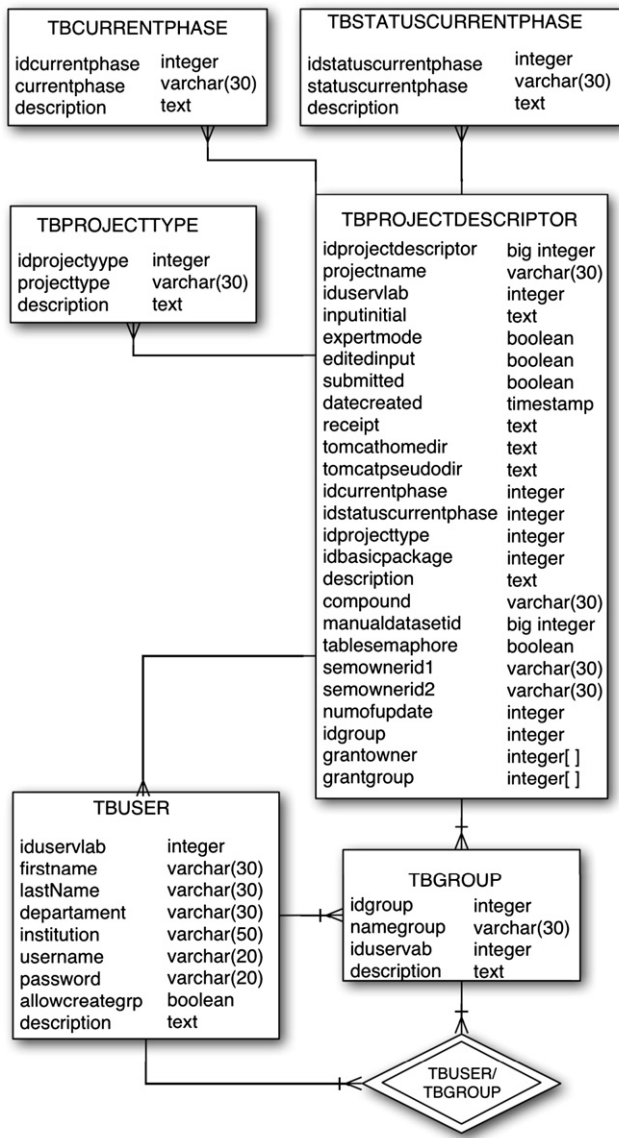 TBCURRENTPHASE
idcurrentphase integer
currentphase varchar(30)
description text
TBSTATUSCURRENTPHASE
idstatuscurrentphase integer
statuscurrentphase varchar(30)
description text
TBPROJECTTYPE
idprojectyype integer
projecttype varchar(30)
description text
TBPROJECTDESCRIPTOR
idprojectdescriptor big integer
projectname varchar(30)
iduservlab integer
inputinitial text
expertmode boolean
editedinput boolean
submitted boolean
datecreated timestamp
receipt text
tomcathomedir text
tomcatpseudodir text
idcurrentphase integer
idstatuscurrentphase integer
idprojecttype integer
idbasicpackage integer
description text
compound varchar(30)
manualdatasetid big integer
tablesemaphore boolean
semownerid1 varchar(30)
semownerid2 varchar(30)
numofupdate integer
idgroup integer
grantowner integer[ ]
grantgroup integer[ ]
TBUSER
iduservlab integer
firstname varchar(30)
lastName varchar(30)
departament varchar(30)
institution varchar(50)
username varchar(20)
password varchar(20)
allowcreategrp boolean
description text
TBGROUP
idgroup integer
namegroup varchar(30)
iduservab integer
description text
TBUSER/
TBGROUP